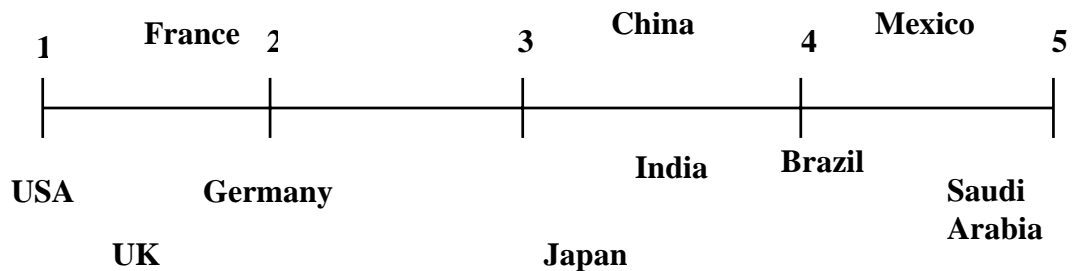 1 France 2 3 China 4 Mexico 5
USA Germany India Brazil Saudi
Arabia
UK Japan